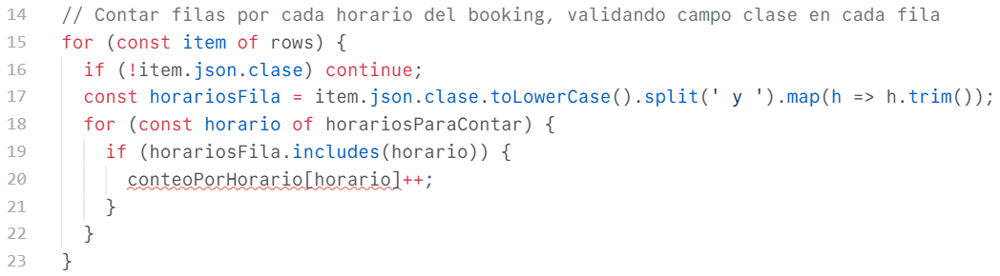 14 // Contar filas por cada horario del booking, validando campo clase en cada fila
15 for (const item of rows) {
16 if (!item.json.clase) continue;
17 const horariosFila = item.json.clase.toLowerCase().split(' y ').map(h => h.trim());
18 for (const horario of horariosParaContar) {
19 if (horariosFila.includes(horario)) {
20 conteoPorHorario[horario]++;
21 }
22 }
23 }